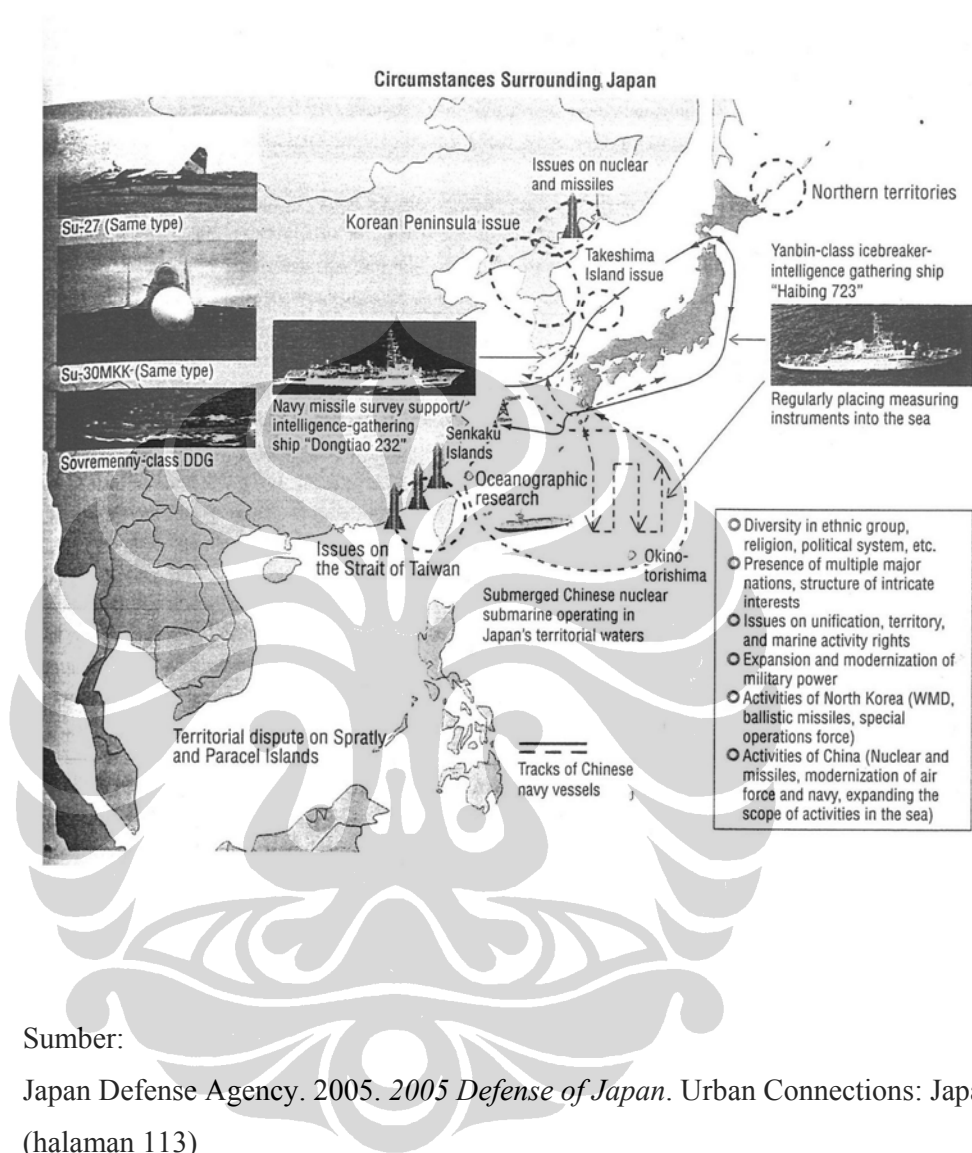 Circumstances Surrounding Japan
Su-27 (Same type)
Su-30MKK (Same type)
Sovremenny-class DDG
Issues on nuclear
and missiles
Korean Peninsula issue
Takeshima
Island issue
Northern territories
Yanbin-class icebreaker-
intelligence gathering ship
"Haibing 723"
Regularly placing measuring
instruments into the sea
Navy missile survey support/
intelligence-gathering
ship "Dongtiao 232"
Senkaku
Islands
Oceanographic
research
Issues on
the Strait of Taiwan
Okino-
torishima
Submerged Chinese nuclear
submarine operating in
Japan's territorial waters
Territorial dispute on Spratly
and Paracel Islands
Tracks of Chinese
navy vessels
Diversity in ethnic group,
religion, political system, etc.
Presence of multiple major
nations, structure of intricate
interests
Issues on unification, territory,
and marine activity rights
Expansion and modernization of
military power
Activities of North Korea (WMD,
ballistic missiles, special
operations force)
Activities of China (Nuclear and
missiles, modernization of air
force and navy, expanding the
scope of activities in the sea)
Sumber:
Japan Defense Agency. 2005. 2005 Defense of Japan. Urban Connections: Japa
(halaman 113)